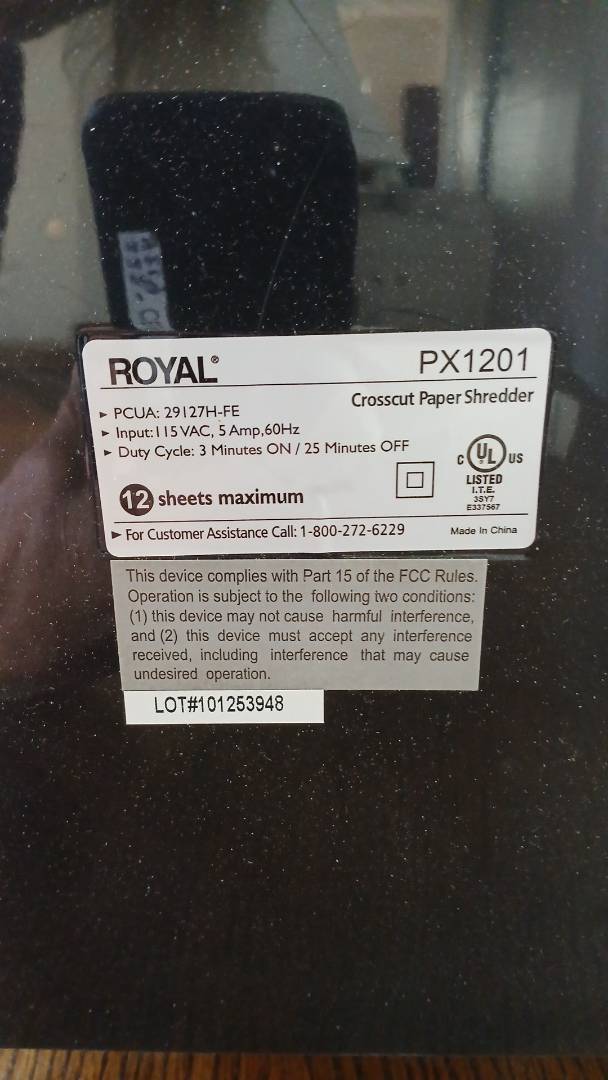 ROYAL®
PX1201
Crosscut Paper Shredder
► PCUA: 29127H-FE
► Input:115VAC, 5Amp,60Hz
► Duty Cycle: 3 Minutes ON / 25 Minutes OFF
12 sheets maximum
C UL US
LISTED
I.T.E.
3SY7
E337567
► For Customer Assistance Call: 1-800-272-6229
Made In China
This device complies with Part 15 of the FCC Rules.
Operation is subject to the following two conditions:
(1) this device may not cause harmful interference,
and (2) this device must accept any interference
received, including interference that may cause
undesired operation.
LOT#101253948